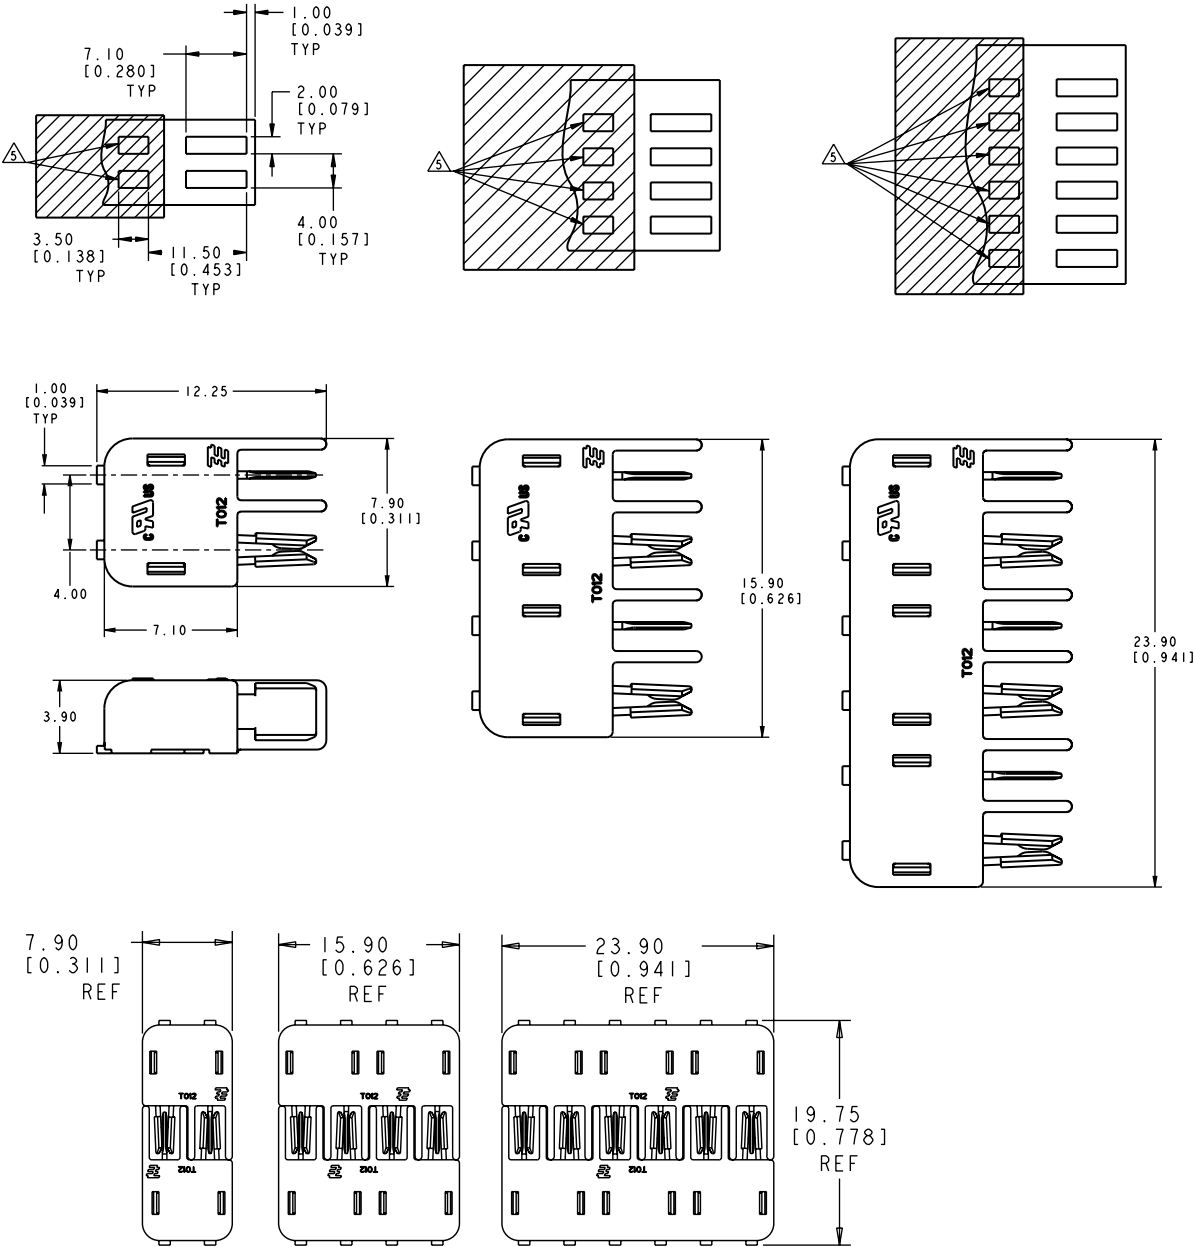 1.00
[0.039]
TYP
7.10
[0.280]
TYP
2.00
[0.079]
TYP
5
5
5
4.00
[0.157]
TYP
3.50
[0.138]
TYP
11.50
[0.453]
TYP
1.00
[0.039]
TYP
12.25
US
C
T012
7.90
[0.311]
4.00
7.10
3.90
US
C
T012
15.90
[0.626]
US
C
T012
23.90
[0.941]
7.90
[0.311]
REF
15.90
[0.626]
REF
23.90
[0.941]
REF
T012
T012
T012
T012
T012
T012
19.75
[0.778]
REF